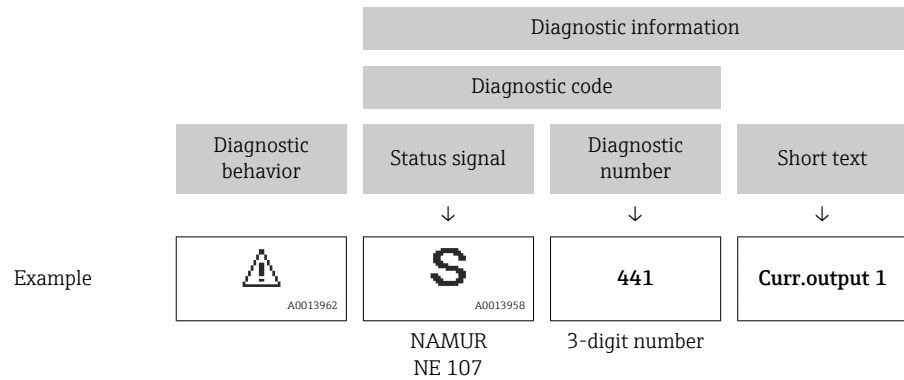 Diagnostic information
Diagnostic code
Diagnostic
behavior
Status signal
Diagnostic
number
Short text
↓ ↓ ↓
Example
A0013962
S
A0013958
441
Curr.output 1
NAMUR
NE 107
3-digit number